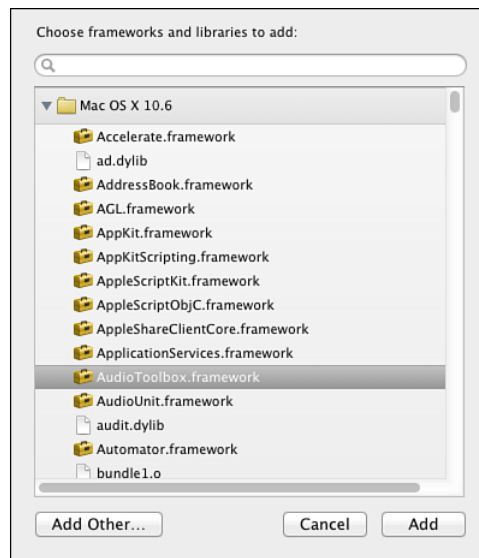 Choose frameworks and libraries to add:
Mac OS X 10.6
Accelerate.framework
ad.dylib
AddressBook.framework
AGL.framework
AppKit.framework
AppKitScripting.framework
AppleScriptKit.framework
AppleScriptObjC.framework
AppleShareClientCore.framework
ApplicationServices.framework
AudioToolbox.framework
AudioUnit.framework
audit.dylib
Automator.framework
bundle1.o
Add Other... Cancel Add